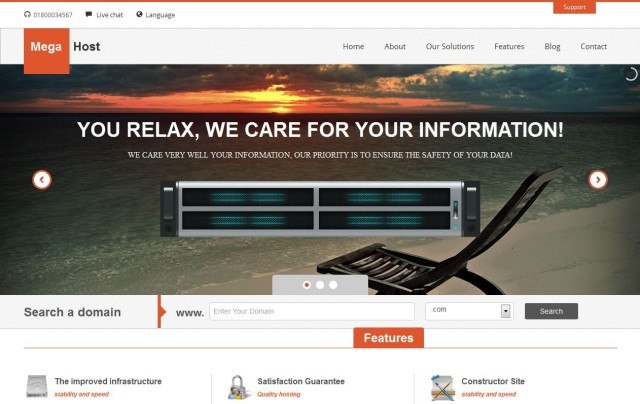 Support
01800034567 Live chat Language
Mega Host
Home About Our Solutions Features Blog Contact
YOU RELAX, WE CARE FOR YOUR INFORMATION!
WE CARE VERY WELL YOUR INFORMATION, OUR PRIORITY IS TO ENSURE THE SAFETY OF YOUR DATA!
Search a domain www. Enter Your Domain .com Search
Features
The improved infrastructure
stability and speed
Satisfaction Guarantee
Quality hosting
Constructor Site
stability and speed